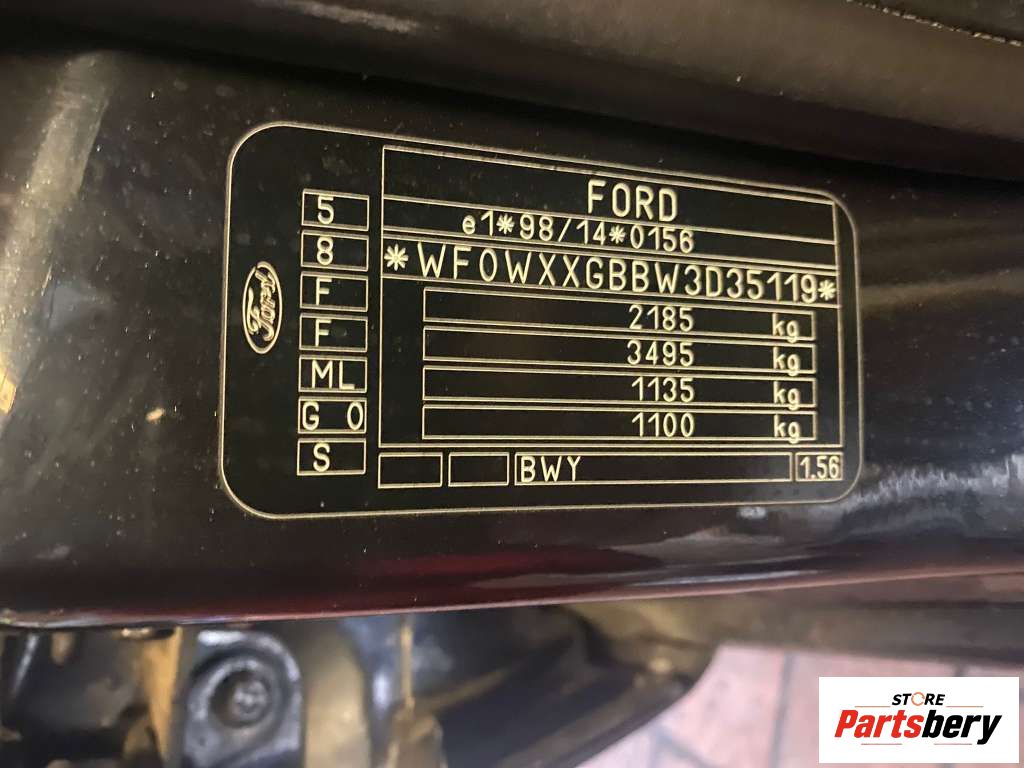 FORD
e1*98/14*0156
*WF0WXXGBBW3D35119*
2185 kg
3495 kg
1135 kg
1100 kg
BWY 1.56
5
8
F
F
ML
G 0
S
Ford
STORE
Partsbery